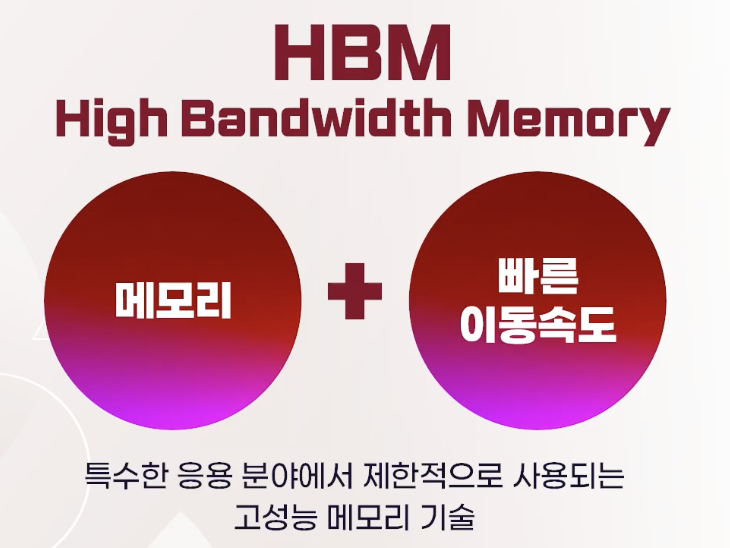 HBM
High Bandwidth Memory
메모리
+
빠른
이동속도
특수한 응용 분야에서 제한적으로 사용되는
고성능 메모리 기술